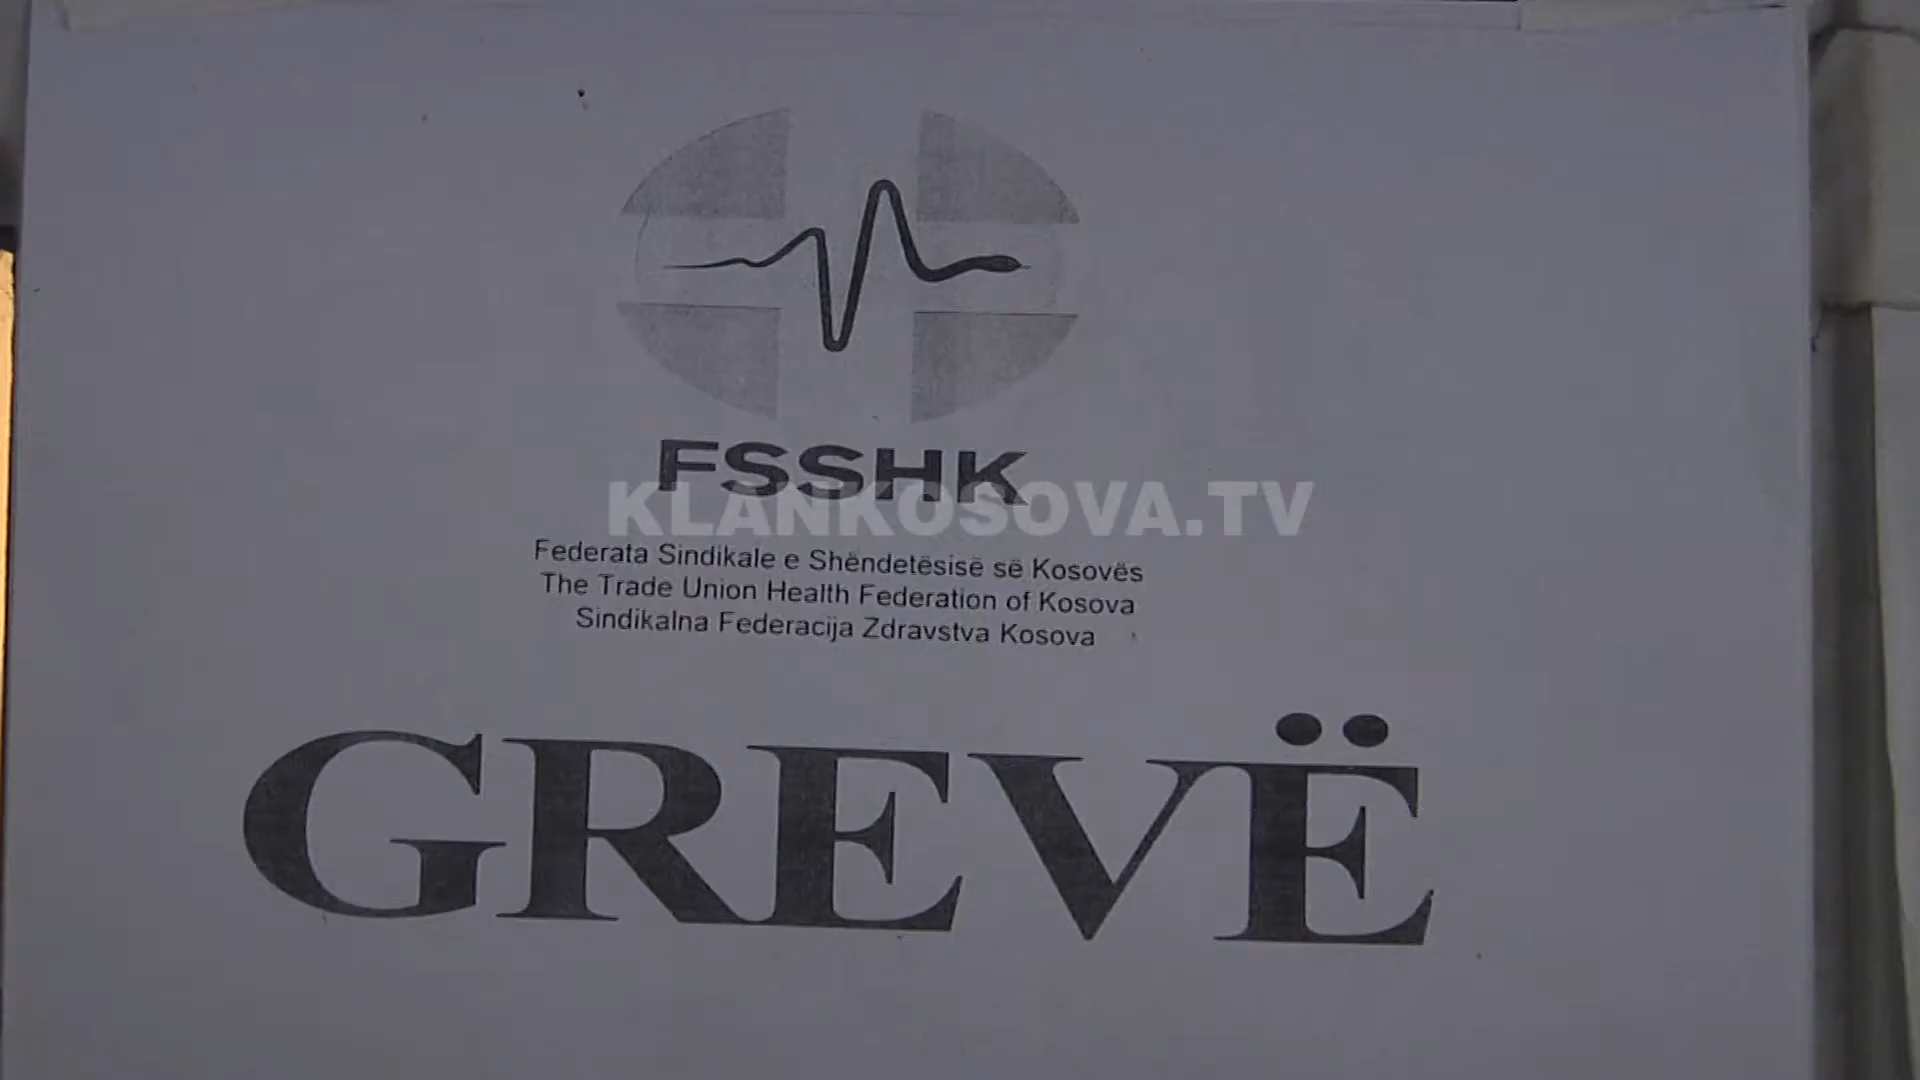 FSSHK
KLANKOSOVA.TV
Federata Sindikale e Shëndetësisë së Kosovës
The Trade Union Health Federation of Kosova
Sindikalna Federacija Zdravstva Kosova
GREVË